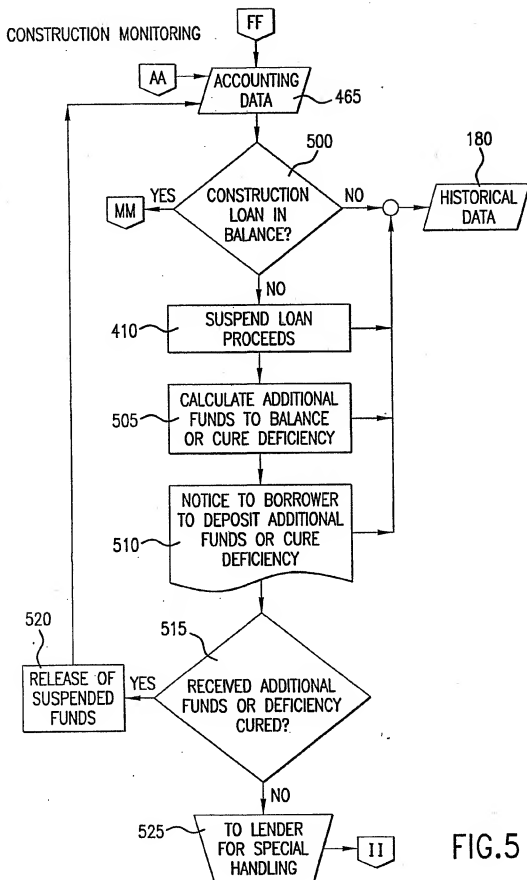 CONSTRUCTION MONITORING
FF
AA
ACCOUNTING
DATA
465
500
180
YES
CONSTRUCTION
LOAN IN
BALANCE?
NO
MM
HISTORICAL
DATA
NO
410
SUSPEND LOAN
PROCEEDS
505
CALCULATE ADDITIONAL
FUNDS TO BALANCE
OR CURE DEFICIENCY
510
NOTICE TO BORROWER
TO DEPOSIT ADDITIONAL
FUNDS OR CURE
DEFICIENCY
515
520
RELEASE OF
SUSPENDED
FUNDS
YES
RECEIVED ADDITIONAL
FUNDS OR DEFICIENCY
CURED?
NO
525
TO LENDER
FOR SPECIAL
HANDLING
II
FIG.5